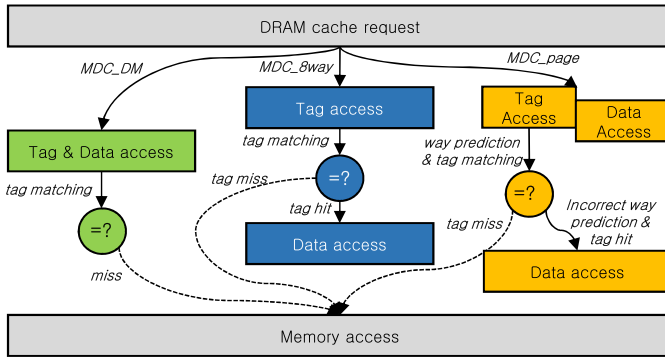 DRAM cache request
MDC_DM
MDC_8way
MDC_page
Tag & Data access
tag matching
=?
miss
Tag access
tag matching
=?
tag miss
tag hit
Data access
Tag
Access
Data
Access
way prediction
& tag matching
=?
tag miss
Incorrect way
prediction &
tag hit
Data access
Memory access